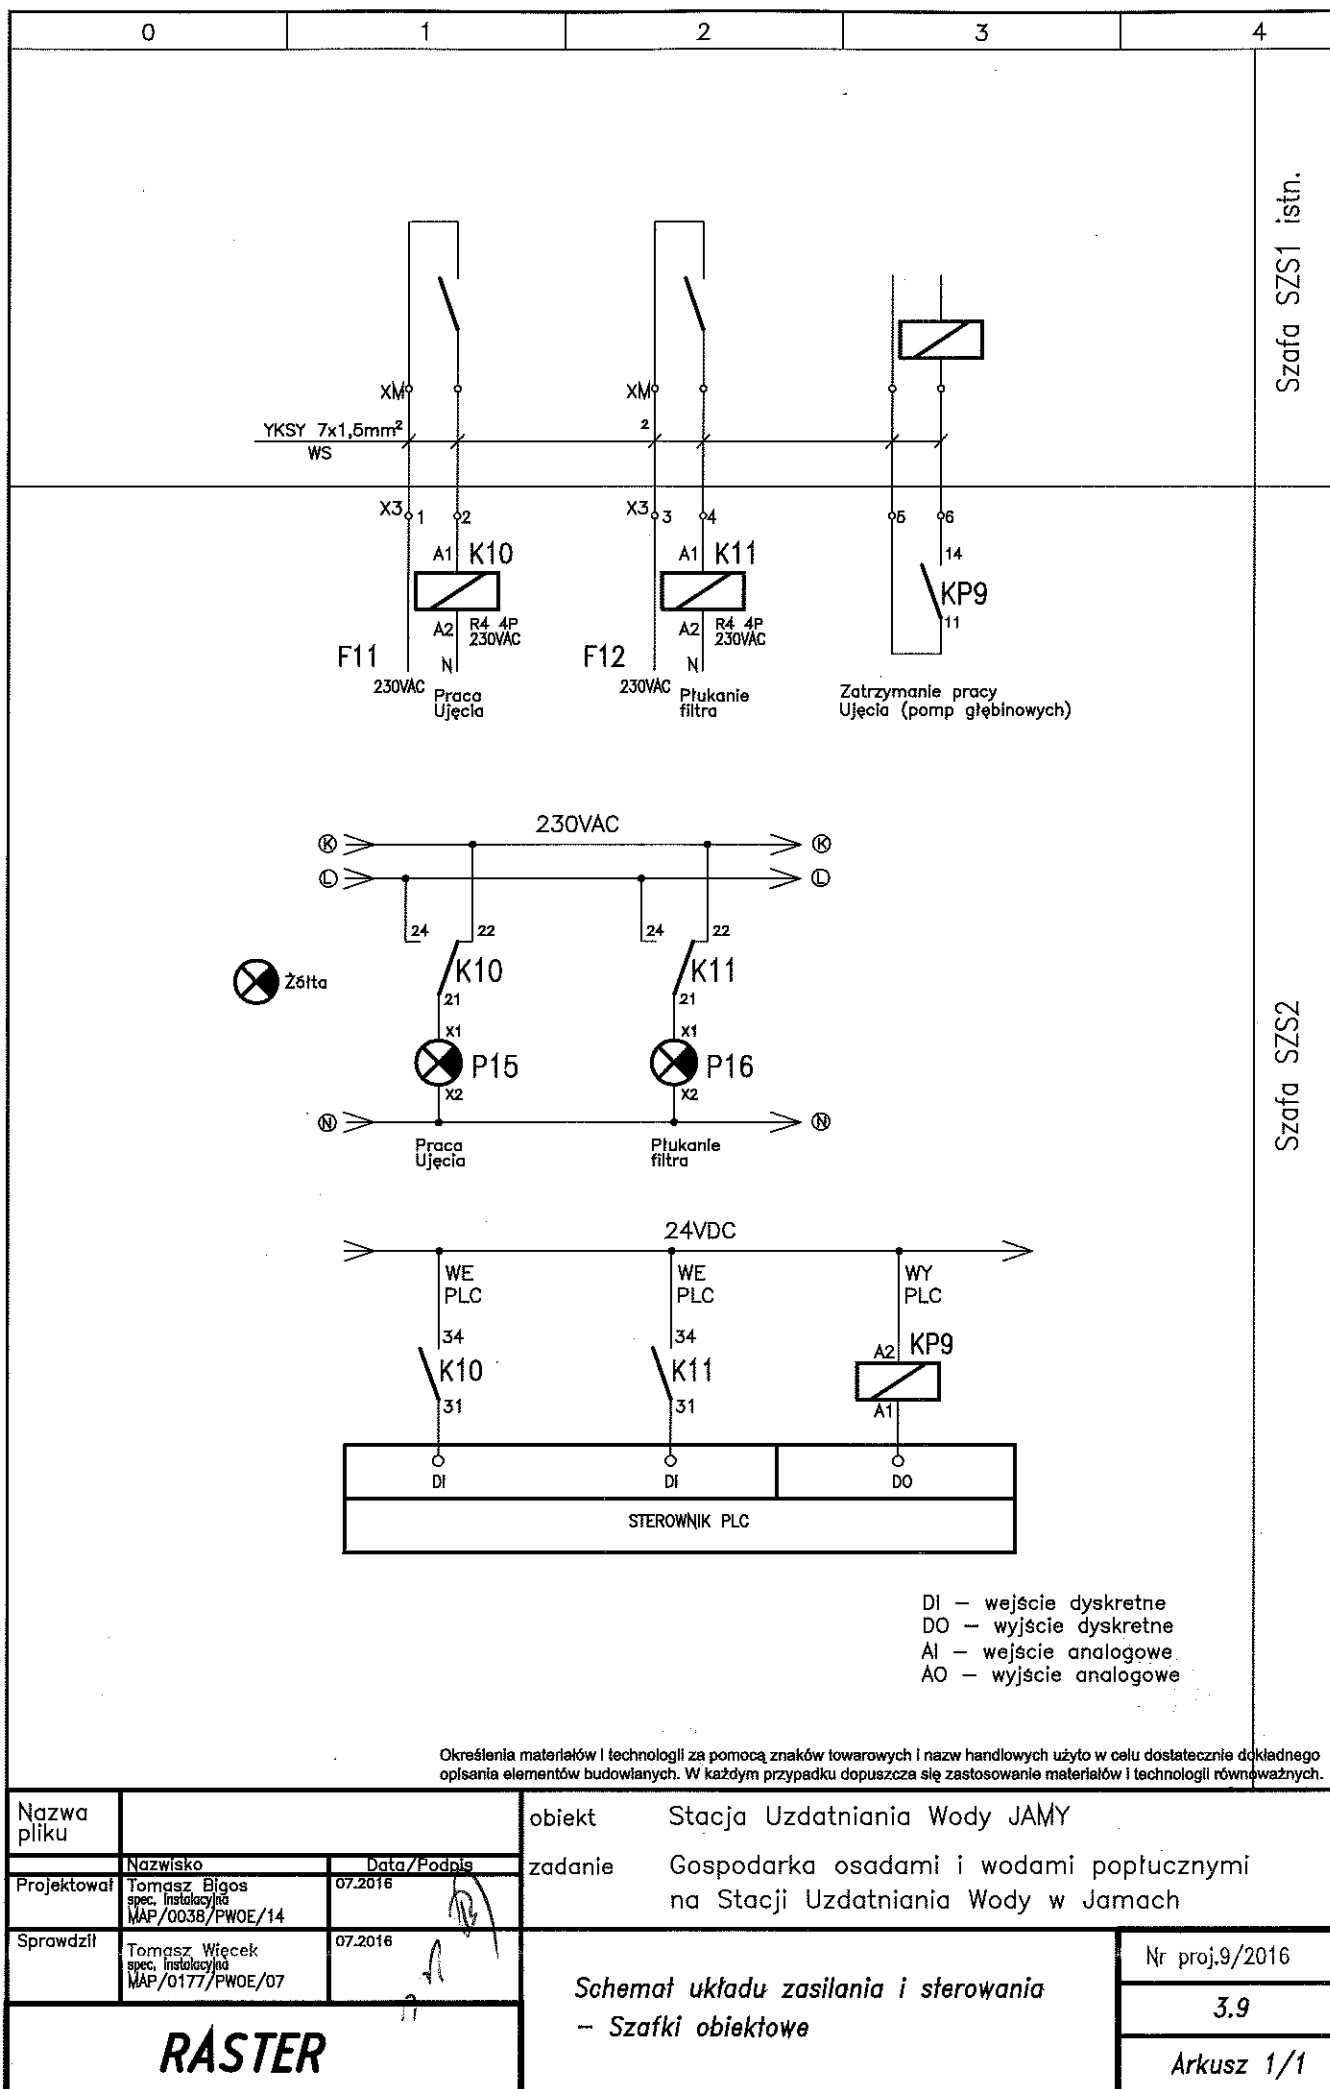 0 1 2 3 4
Szafa SZS1 istn.
XM XM
YKSY 7x1,5mm² 2
WS
X3 1 2 X3 3 4 5 6
A1 K10 A1 K11 14
KP9
A2 R4 4P A2 R4 4P 11
230VAC 230VAC
F11 N F12 N
230VAC Praca 230VAC Płukanie Zatrzymanie pracy
Ujęcia filtra Ujęcia (pomp głębinowych)
230VAC
K K
L L
24 22 24 22
K10 K11
Żółta
21 21
X1 X1
P15 P16
X2 X2
N N
Praca Płukanie
Ujęcia filtra
Szafa SZS2
24VDC
WE WE WY
PLC PLC PLC
34 34 A2 KP9
K10 K11
31 31 A1
DI DI DO
STEROWNIK PLC
DI – wejście dyskretne
DO – wyjście dyskretne
AI – wejście analogowe
AO – wyjście analogowe
Określenia materiałów i technologii za pomocą znaków towarowych i nazw handlowych użyto w celu dostatecznie dokładnego
opisania elementów budowlanych. W każdym przypadku dopuszcza się zastosowanie materiałów i technologii równoważnych.
Nazwa
pliku
obiekt Stacja Uzdatniania Wody JAMY
Nazwisko Data/Podpis
zadanie Gospodarka osadami i wodami popłucznymi
na Stacji Uzdatniania Wody w Jamach
Projektował Tomasz Bigos 07.2016
spec. instalacyjna
MAP/0038/PWOE/14
Sprawdził Tomasz Więcek 07.2016
spec. instalacyjna
MAP/0177/PWOE/07
Schemat układu zasilania i sterowania
– Szafki obiektowe
Nr proj.9/2016
3.9
Arkusz 1/1
RASTER